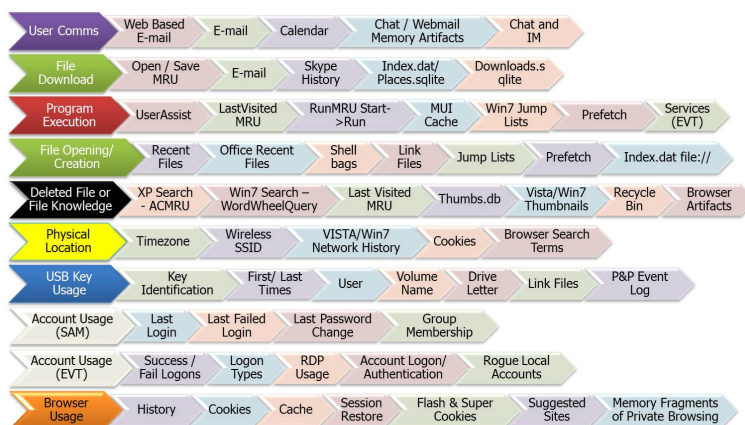 User Comms
Web Based
E-mail
E-mail
Calendar
Chat / Webmail
Memory Artifacts
Chat and
IM
File
Download
Open / Save
MRU
E-mail
Skype
History
Index.dat/
Places.sqlite
Downloads.s
qlite
Program
Execution
UserAssist
LastVisited
MRU
RunMRU Start-
>Run
MUI
Cache
Win7 Jump
Lists
Prefetch
Services
(EVT)
File Opening/
Creation
Recent
Files
Office Recent
Files
Shell
bags
Link
Files
Jump Lists
Prefetch
Index.dat file://
Deleted File or
File Knowledge
XP Search
- ACMRU
Win7 Search –
WordWheelQuery
Last Visited
MRU
Thumbs.db
Vista/Win7
Thumbnails
Recycle
Bin
Browser
Artifacts
Physical
Location
Timezone
Wireless
SSID
VISTA/Win7
Network History
Cookies
Browser Search
Terms
USB Key
Usage
Key
Identification
First/ Last
Times
User
Volume
Name
Drive
Letter
Link Files
P&P Event
Log
Account Usage
(SAM)
Last
Login
Last Failed
Login
Last Password
Change
Group
Membership
Account Usage
(EVT)
Success /
Fail Logons
Logon
Types
RDP
Usage
Account Logon/
Authentication
Rogue Local
Accounts
Browser
Usage
History
Cookies
Cache
Session
Restore
Flash & Super
Cookies
Suggested
Sites
Memory Fragments
of Private Browsing